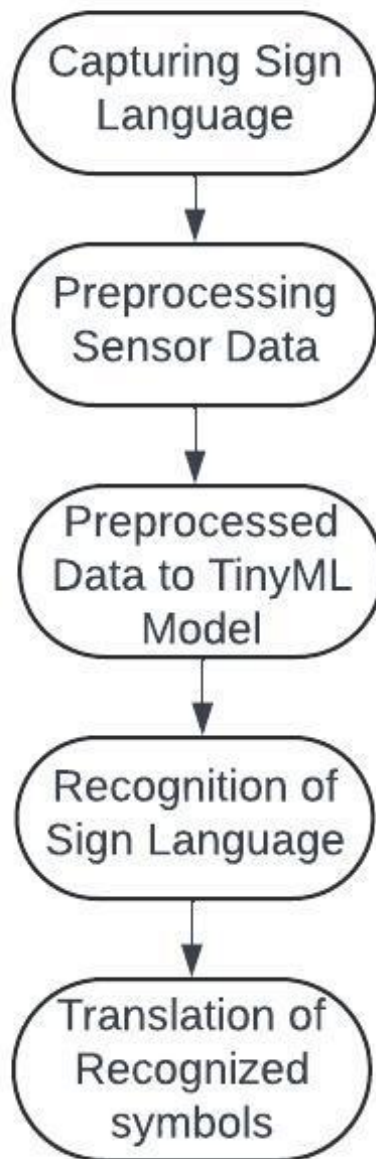 Capturing Sign
Language
Preprocessing
Sensor Data
Preprocessed
Data to TinyML
Model
Recognition of
Sign Language
Translation of
Recognized
symbols